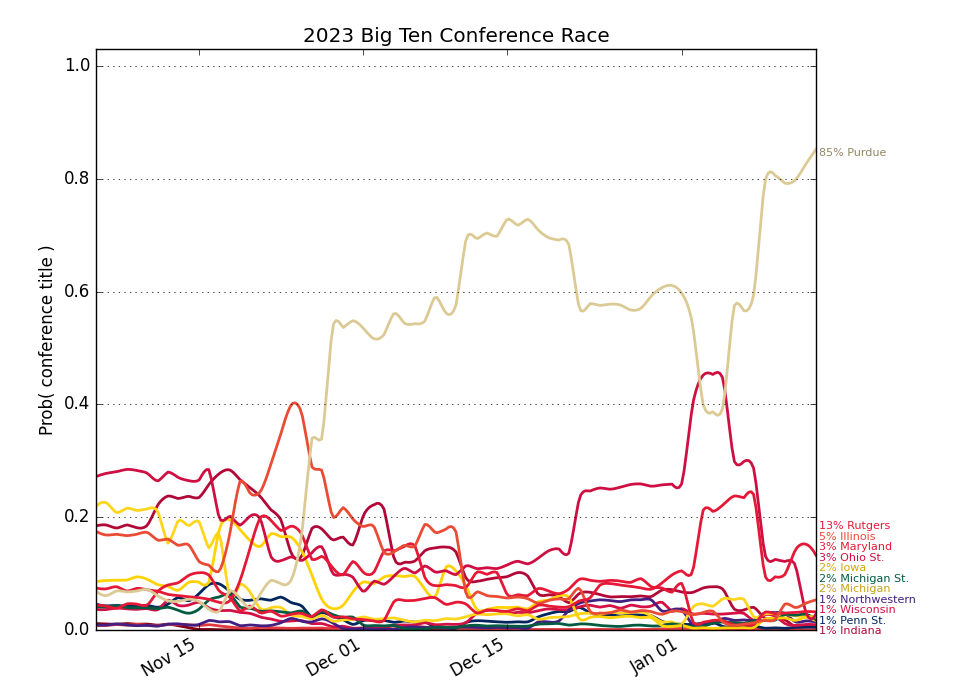 2023 Big Ten Conference Race
Prob( conference title )
1.0
0.8
0.6
0.4
0.2
0.0
Nov 15
Dec 01
Dec 15
Jan 01
85% Purdue
13% Rutgers
5% Illinois
3% Maryland
3% Ohio St.
2% Iowa
2% Michigan St.
2% Michigan
1% Northwestern
1% Wisconsin
1% Penn St.
1% Indiana